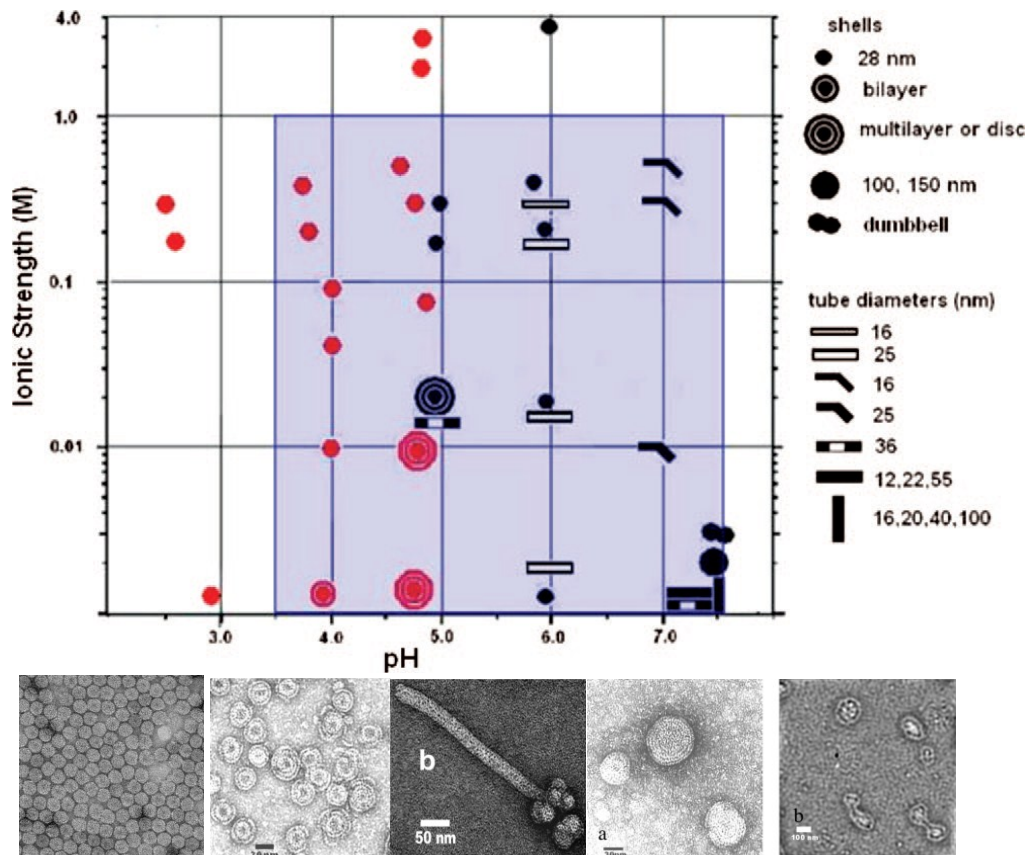 4.0
1.0
0.1
0.01
Ionic Strength (M)
3.0
4.0
5.0
6.0
7.0
pH
shells
28 nm
bilayer
multilayer or disc
100, 150 nm
dumbbell
tube diameters (nm)
16
25
16
25
36
12,22,55
16,20,40,100
b
50 nm
a
b
100 nm